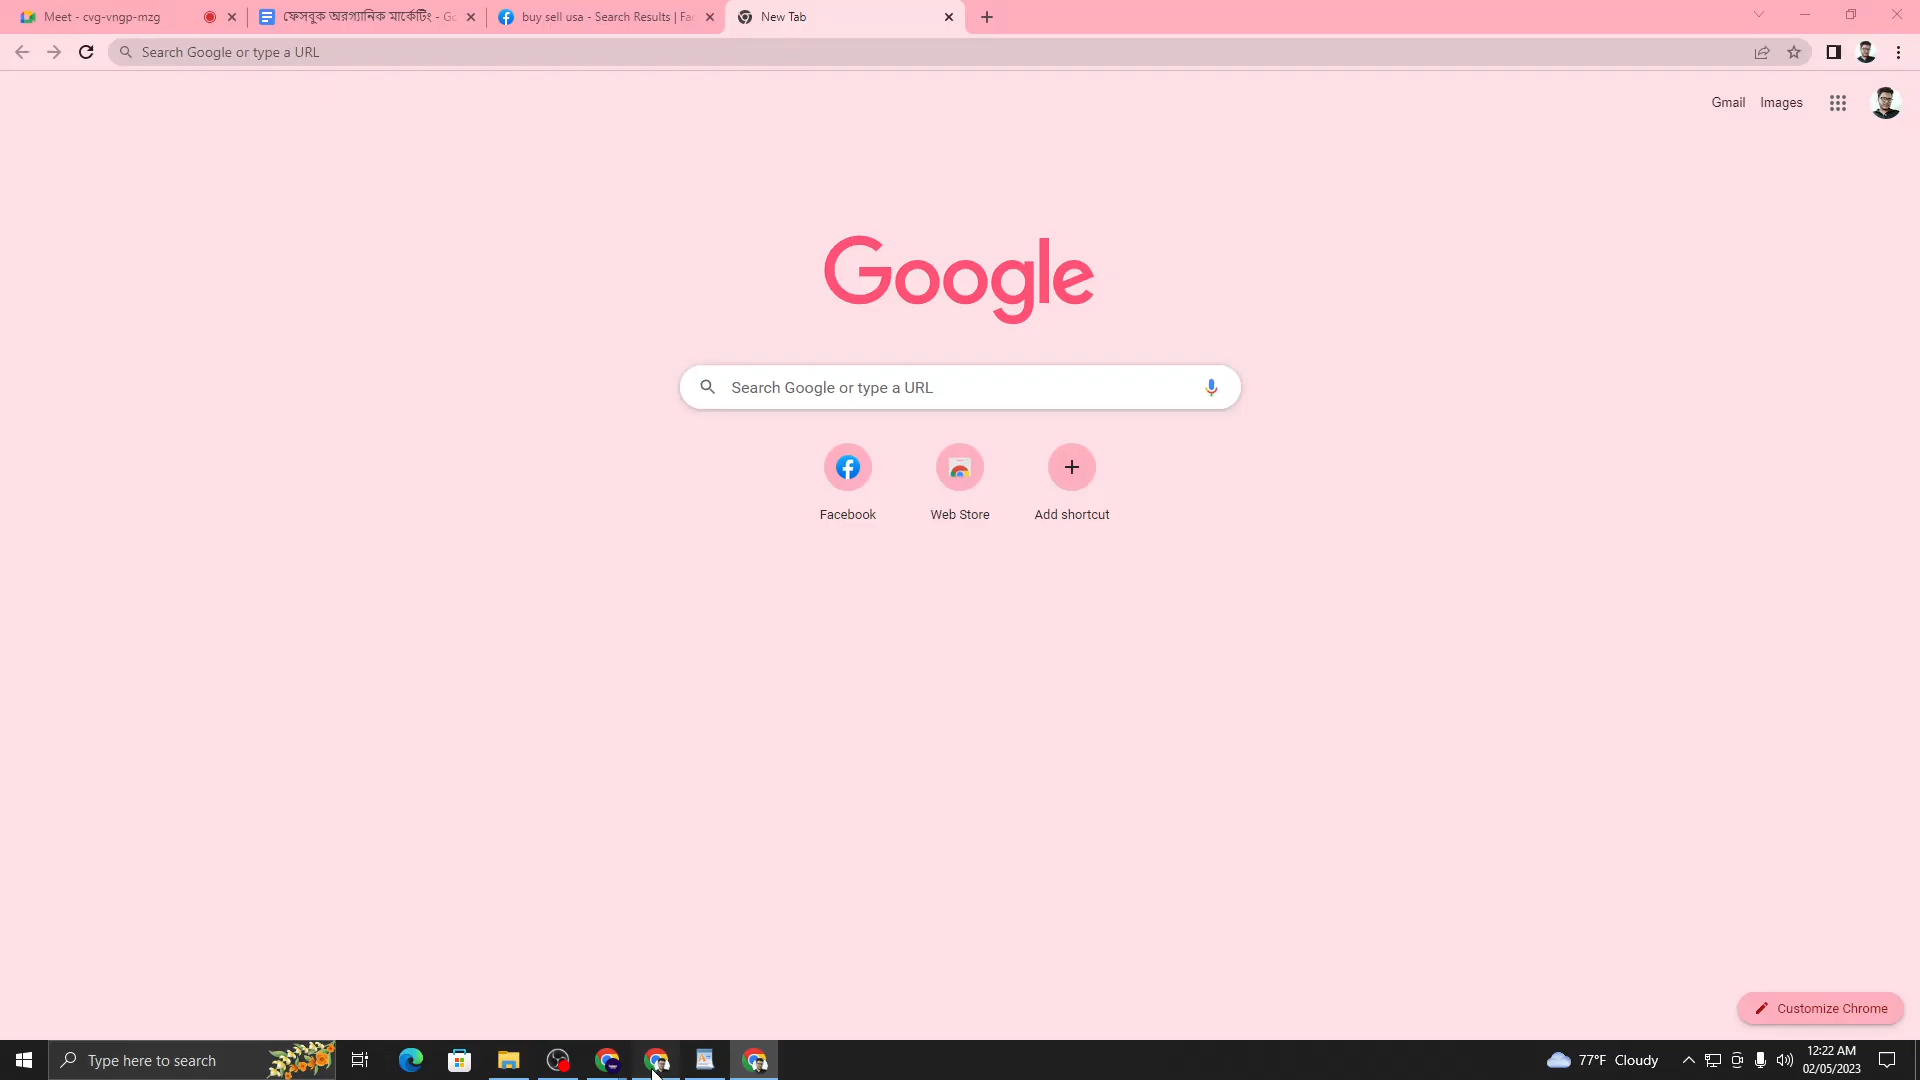 Meet - cvg-vngp-mzg
ফেসবুক অরগ্যানিক মার্কেটিং - Go
buy sell usa - Search Results | Fac
New Tab
Search Google or type a URL
Gmail
Images
Google
Search Google or type a URL
Facebook
Web Store
Add shortcut
Customize Chrome
Type here to search
77°F Cloudy
12:22 AM
02/05/2023